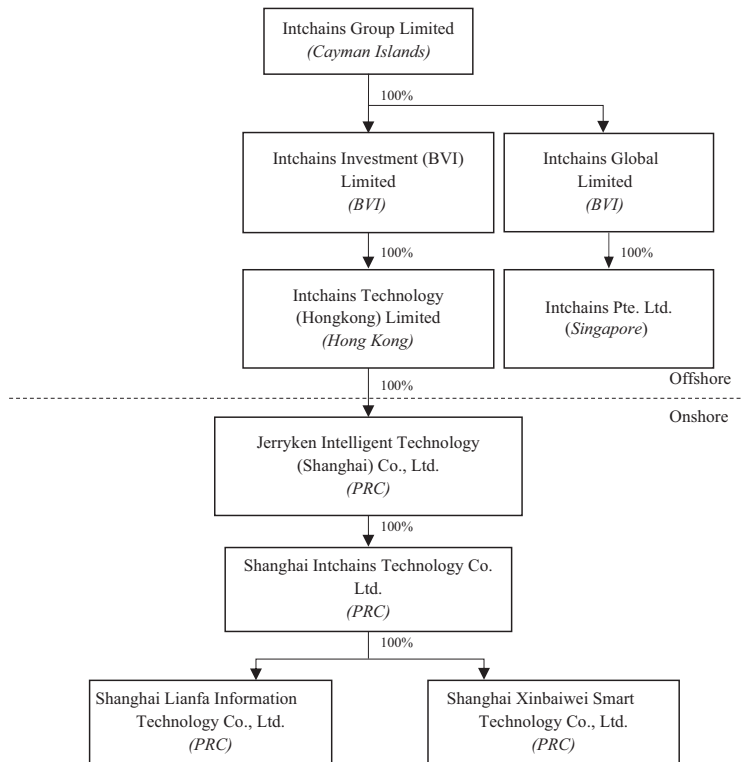 Intchains Group Limited
(Cayman Islands)
100%
Intchains Investment (BVI)
Limited
(BVI)
Intchains Global
Limited
(BVI)
100%
100%
Intchains Technology
(Hongkong) Limited
(Hong Kong)
Intchains Pte. Ltd.
(Singapore)
Offshore
100%
Onshore
Jerryken Intelligent Technology
(Shanghai) Co., Ltd.
(PRC)
100%
Shanghai Intchains Technology Co.
Ltd.
(PRC)
100%
Shanghai Lianfa Information
Technology Co., Ltd.
(PRC)
Shanghai Xinbaiwei Smart
Technology Co., Ltd.
(PRC)